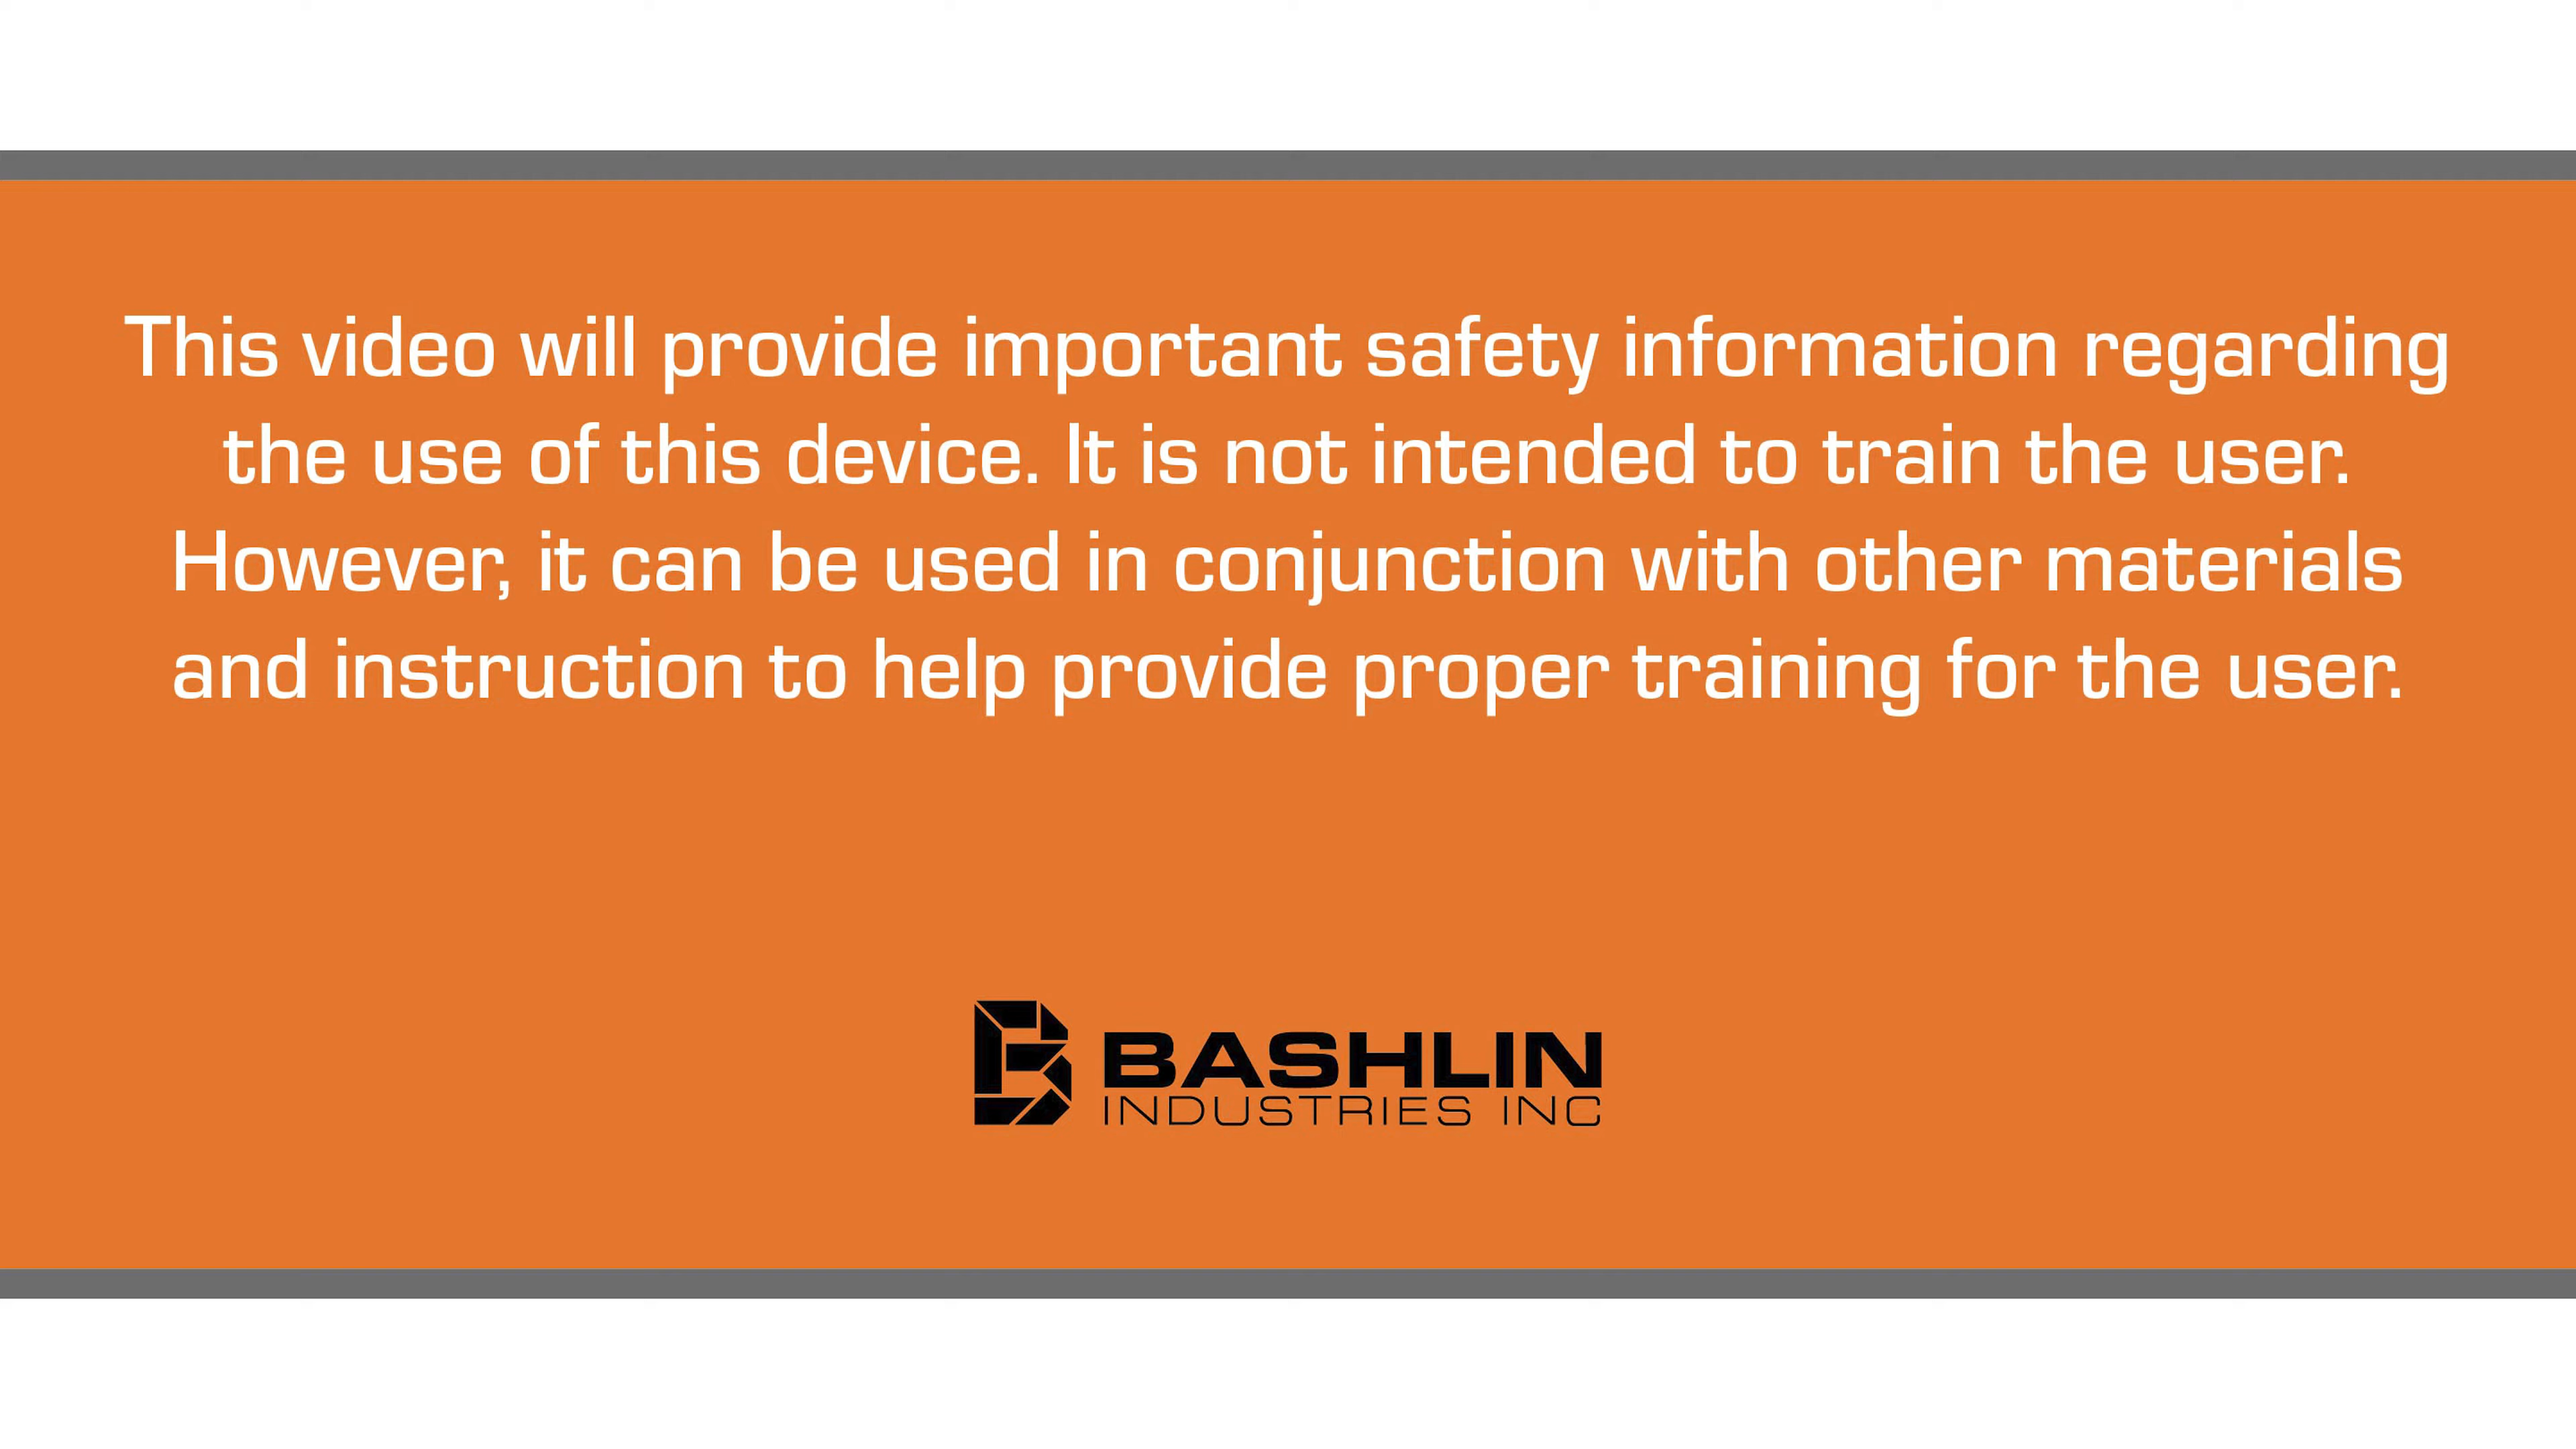 This video will provide important safety information regarding
the use of this device. It is not intended to train the user.
However, it can be used in conjunction with other materials
and instruction to help provide proper training for the user.
BASHLIN
INDUSTRIES INC